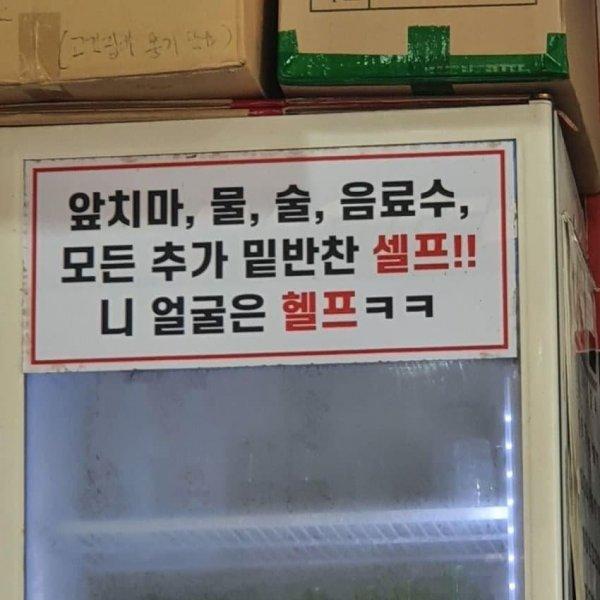 앞치마, 물, 술, 음료수,
모든 추가 밑반찬 셀프!!
니 얼굴은 헬프ㅋㅋ